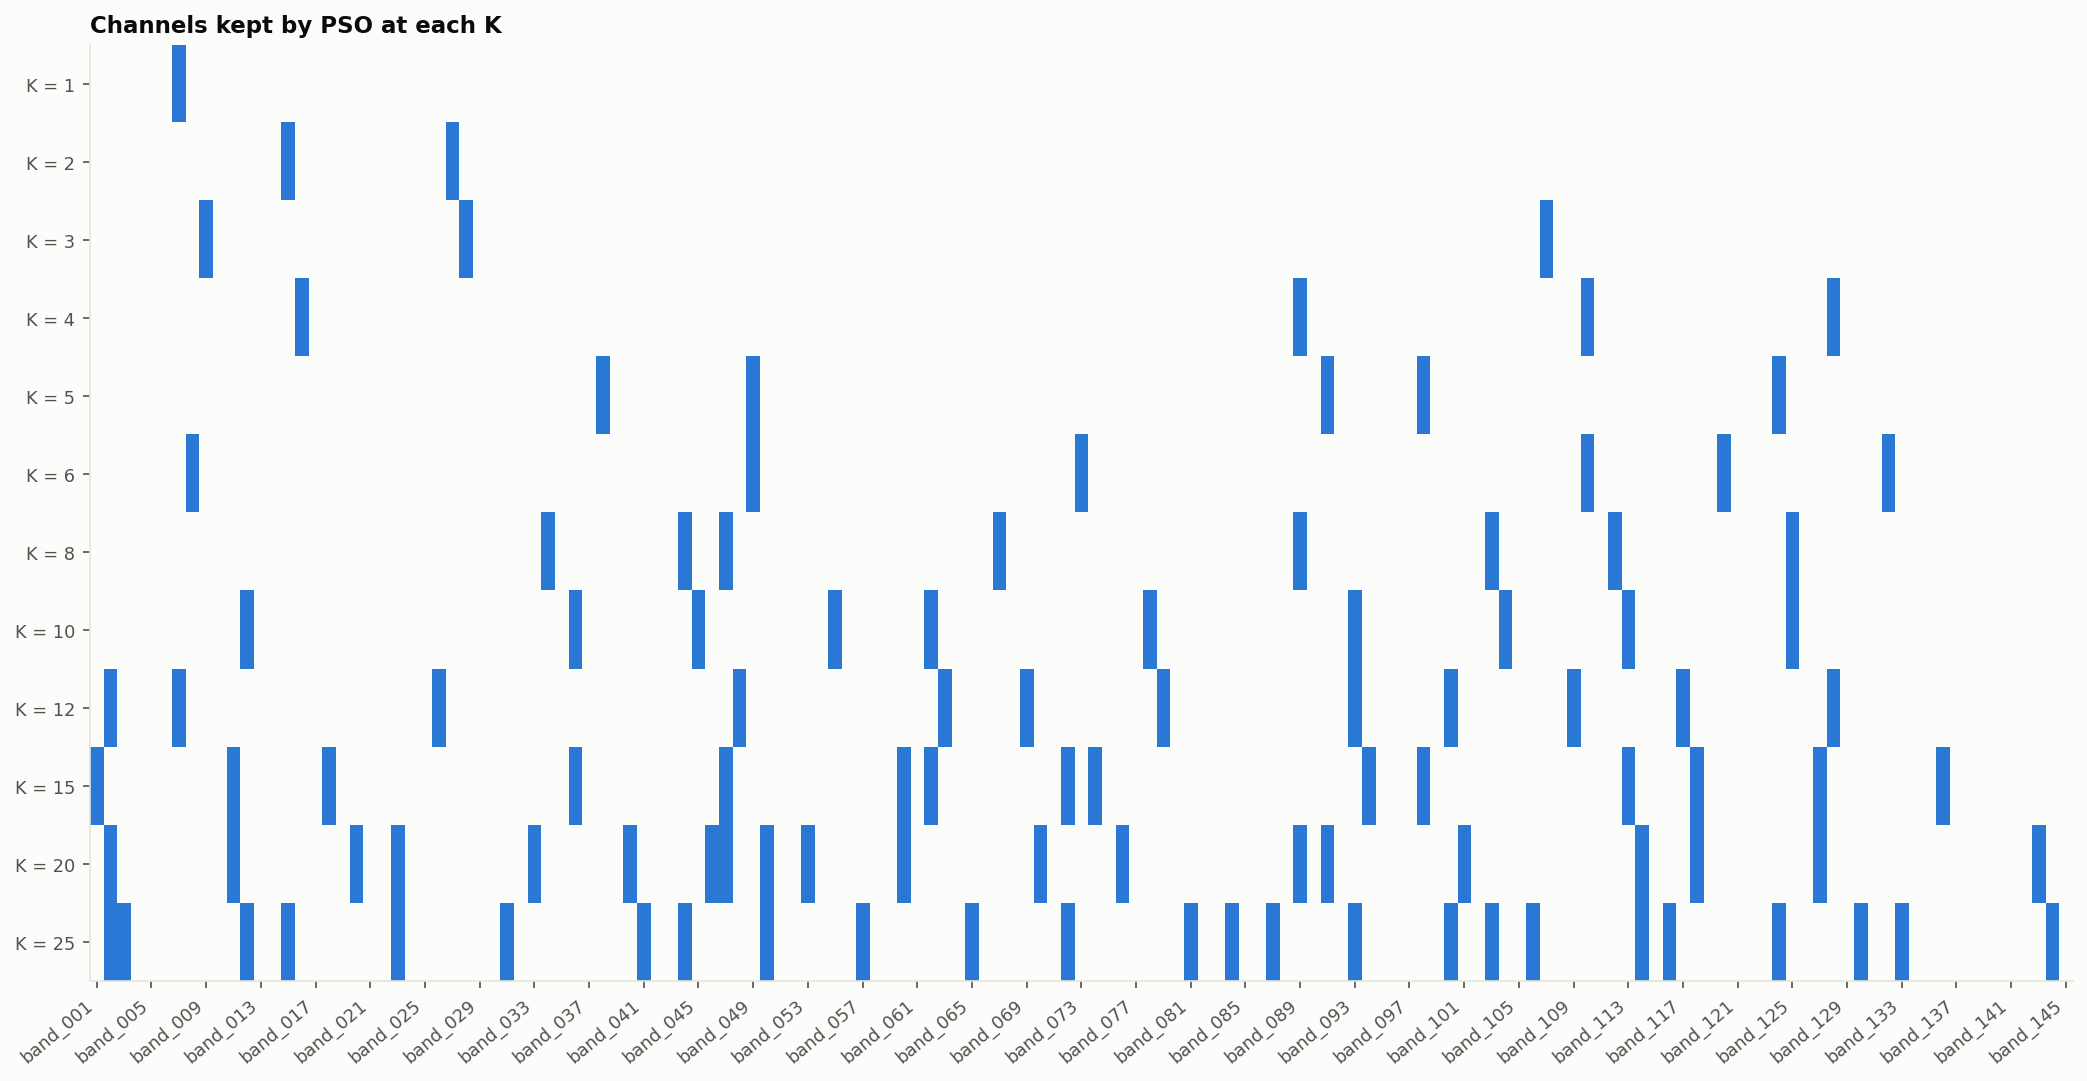 Channels kept by PSO at each K
K = 1
K = 2
K = 3
K = 4
K = 5
K = 6
K = 8
K = 10
K = 12
K = 15
K = 20
K = 25
band_001
band_005
band_009
band_013
band_017
band_021
band_025
band_029
band_033
band_037
band_041
band_045
band_049
band_053
band_057
band_061
band_065
band_069
band_073
band_077
band_081
band_085
band_089
band_093
band_097
band_101
band_105
band_109
band_113
band_117
band_121
band_125
band_129
band_133
band_137
band_141
band_145